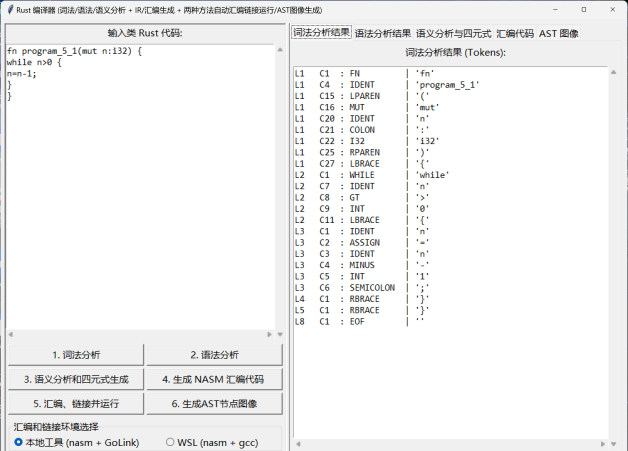 Rust 编译器 (词法/语法/语义分析 + IR/汇编生成 + 两种方法自动汇编链接运行/AST图像生成)
输入类 Rust 代码:
fn program_5_1(mut n:i32) {
while n>0 {
n=n-1;
}
}
1. 词法分析
2. 语法分析
3. 语义分析和四元式生成
4. 生成 NASM 汇编代码
5. 汇编、链接并运行
6. 生成AST节点图像
汇编和链接环境选择
本地工具 (nasm + GoLink)
WSL (nasm + gcc)
词法分析结果 语法分析结果 语义分析与四元式 汇编代码 AST 图像
词法分析结果 (Tokens):
L1 C1 : FN | 'fn'
L1 C4 : IDENT | 'program_5_1'
L1 C15 : LPAREN | '('
L1 C16 : MUT | 'mut'
L1 C20 : IDENT | 'n'
L1 C21 : COLON | ':'
L1 C22 : I32 | 'i32'
L1 C25 : RPAREN | ')'
L1 C27 : LBRACE | '{'
L2 C1 : WHILE | 'while'
L2 C7 : IDENT | 'n'
L2 C8 : GT | '>'
L2 C9 : INT | '0'
L2 C11 : LBRACE | '{'
L3 C1 : IDENT | 'n'
L3 C2 : ASSIGN | '='
L3 C3 : IDENT | 'n'
L3 C4 : MINUS | '-'
L3 C5 : INT | '1'
L3 C6 : SEMICOLON | ';'
L4 C1 : RBRACE | '}'
L5 C1 : RBRACE | '}'
L8 C1 : EOF | ''